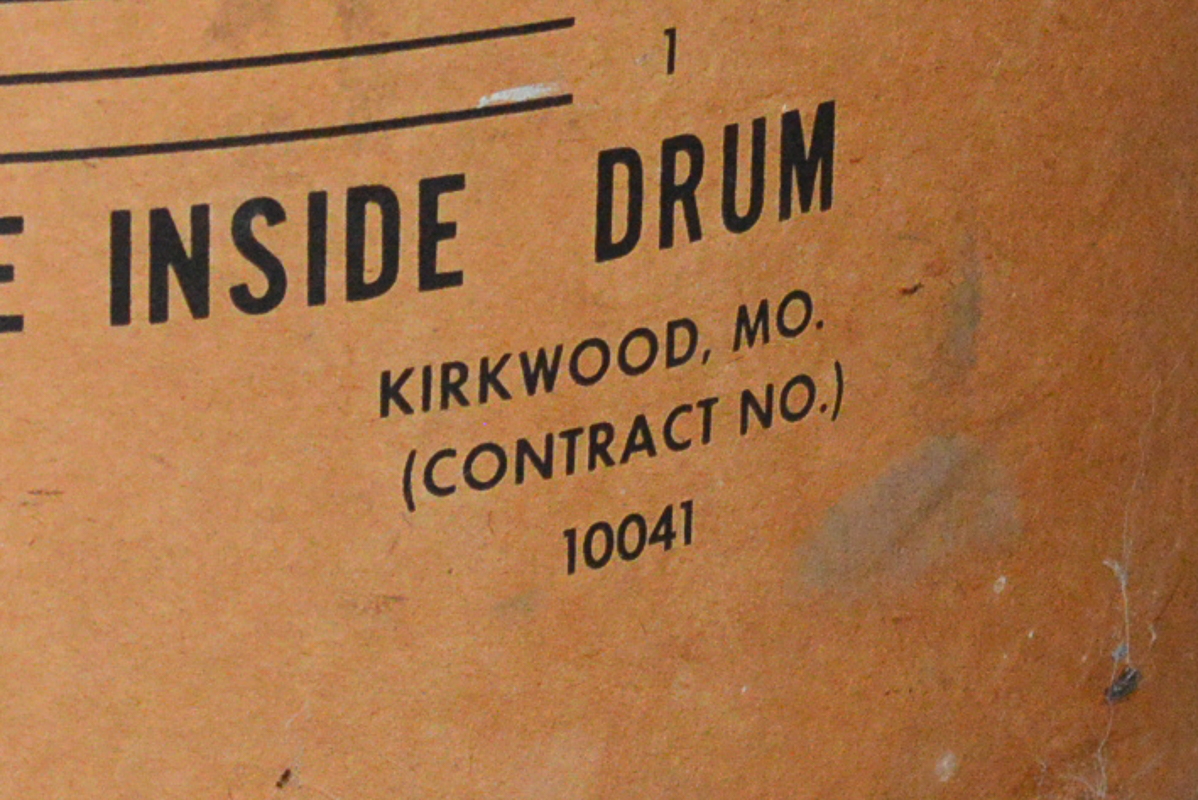 1
E INSIDE DRUM
KIRKWOOD, MO.
(CONTRACT NO.)
10041